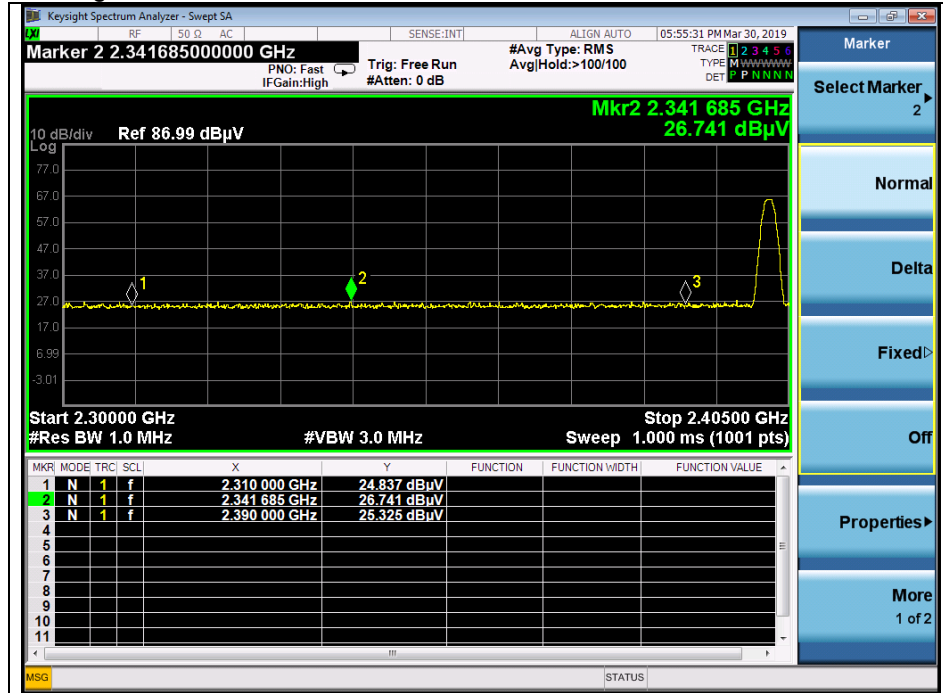 Keysight Spectrum Analyzer - Swept SA
LXI RF 50 Ω AC SENSE:INT ALIGN AUTO 05:55:31 PM Mar 30, 2019
Marker 2 2.341685000000 GHz
PNO: Fast
IFGain:High
Trig: Free Run
#Atten: 0 dB
#Avg Type: RMS
Avg|Hold:>100/100
TRACE 1 2 3 4 5 6
TYPE M WWWWW
DET P P N N N N
Mkr2 2.341 685 GHz
26.741 dBµV
10 dB/div Ref 86.99 dBµV
Log
77.0
67.0
57.0
47.0
37.0
27.0
17.0
6.99
-3.01
1
2
3
Start 2.30000 GHz Stop 2.40500 GHz
#Res BW 1.0 MHz #VBW 3.0 MHz Sweep 1.000 ms (1001 pts)
MKR MODE TRC SCL X Y FUNCTION FUNCTION WIDTH FUNCTION VALUE
1 N 1 f 2.310 000 GHz 24.837 dBµV
2 N 1 f 2.341 685 GHz 26.741 dBµV
3 N 1 f 2.390 000 GHz 25.325 dBµV
4
5
6
7
8
9
10
11
MSG STATUS
Marker
Select Marker
2
Normal
Delta
Fixed
Off
Properties
More
1 of 2